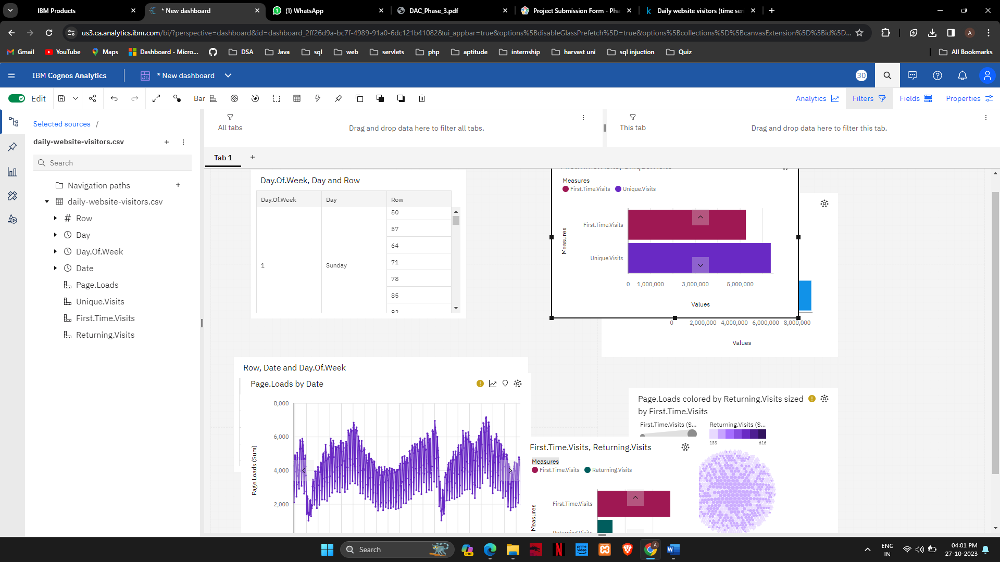 IBM Products
* New dashboard
(1) WhatsApp
DAC_Phase_3.pdf
Project Submission Form - Pha
Daily website visitors (time seri
us3.ca.analytics.ibm.com/bi/?perspective=dashboard&id=dashboard_2ff26d9a-bc7f-4989-91a0-6dc121b41082&ui_appbar=true&options%5BdisableGlassPrefetch%5D=true&options%5Bcollections%5D%5BcanvasExtension%5D%5Bid%5D...
A
Gmail
YouTube
Maps
Dashboard - Micro...
DSA
Java
sql
web
servlets
php
aptitude
internship
harvast uni
sql injuction
Quiz
All Bookmarks
IBM Cognos Analytics
* New dashboard
30
Edit
Bar
Analytics
Filters
Fields
Properties
Selected sources /
daily-website-visitors.csv
Search
Navigation paths
daily-website-visitors.csv
Row
Day
Day.Of.Week
Date
Page.Loads
Unique.Visits
First.Time.Visits
Returning.Visits
All tabs
Drag and drop data here to filter all tabs.
This tab
Drag and drop data here to filter this tab.
Tab 1
Day.Of.Week, Day and Row
Day.Of.Week Day Row
50
57
64
71
1 Sunday
78
85
92
First.Time.Visits, Unique.Visits
Measures
First.Time.Visits Unique.Visits
Measures
First.Time.Visits
Unique.Visits
0 1,000,000 3,000,000 5,000,000
Values
0 2,000,000 4,000,000 6,000,000 8,000,000
Values
Row, Date and Day.Of.Week
Page.Loads by Date
Page.Loads (Sum)
8,000
6,000
4,000
2,000
Page.Loads colored by Returning.Visits sized
by First.Time.Visits
First.Time.Visits (S...
Returning.Visits (S...
133 616
First.Time.Visits, Returning.Visits
Measures
First.Time.Visits Returning.Visits
Measures
First.Time.Visits
Returning.Visits
Search
PRE
prime video
A
W
ENG
IN
04:01 PM
27-10-2023